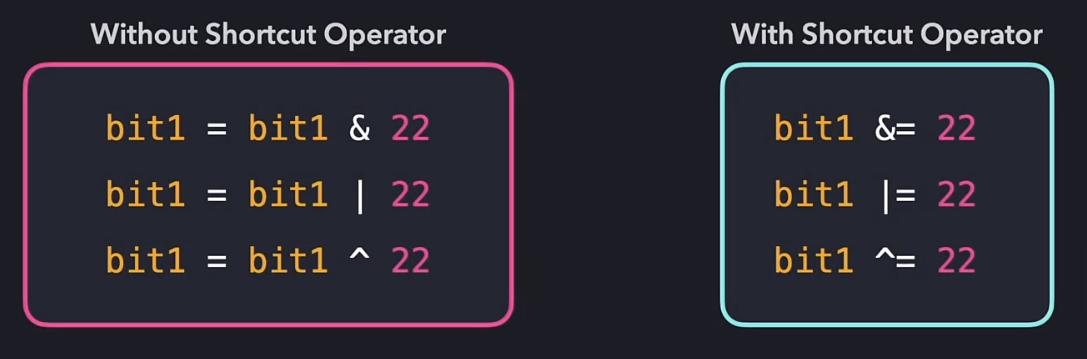 Without Shortcut Operator
bit1 = bit1 & 22
bit1 = bit1 | 22
bit1 = bit1 ^ 22
With Shortcut Operator
bit1 &= 22
bit1 |= 22
bit1 ^= 22